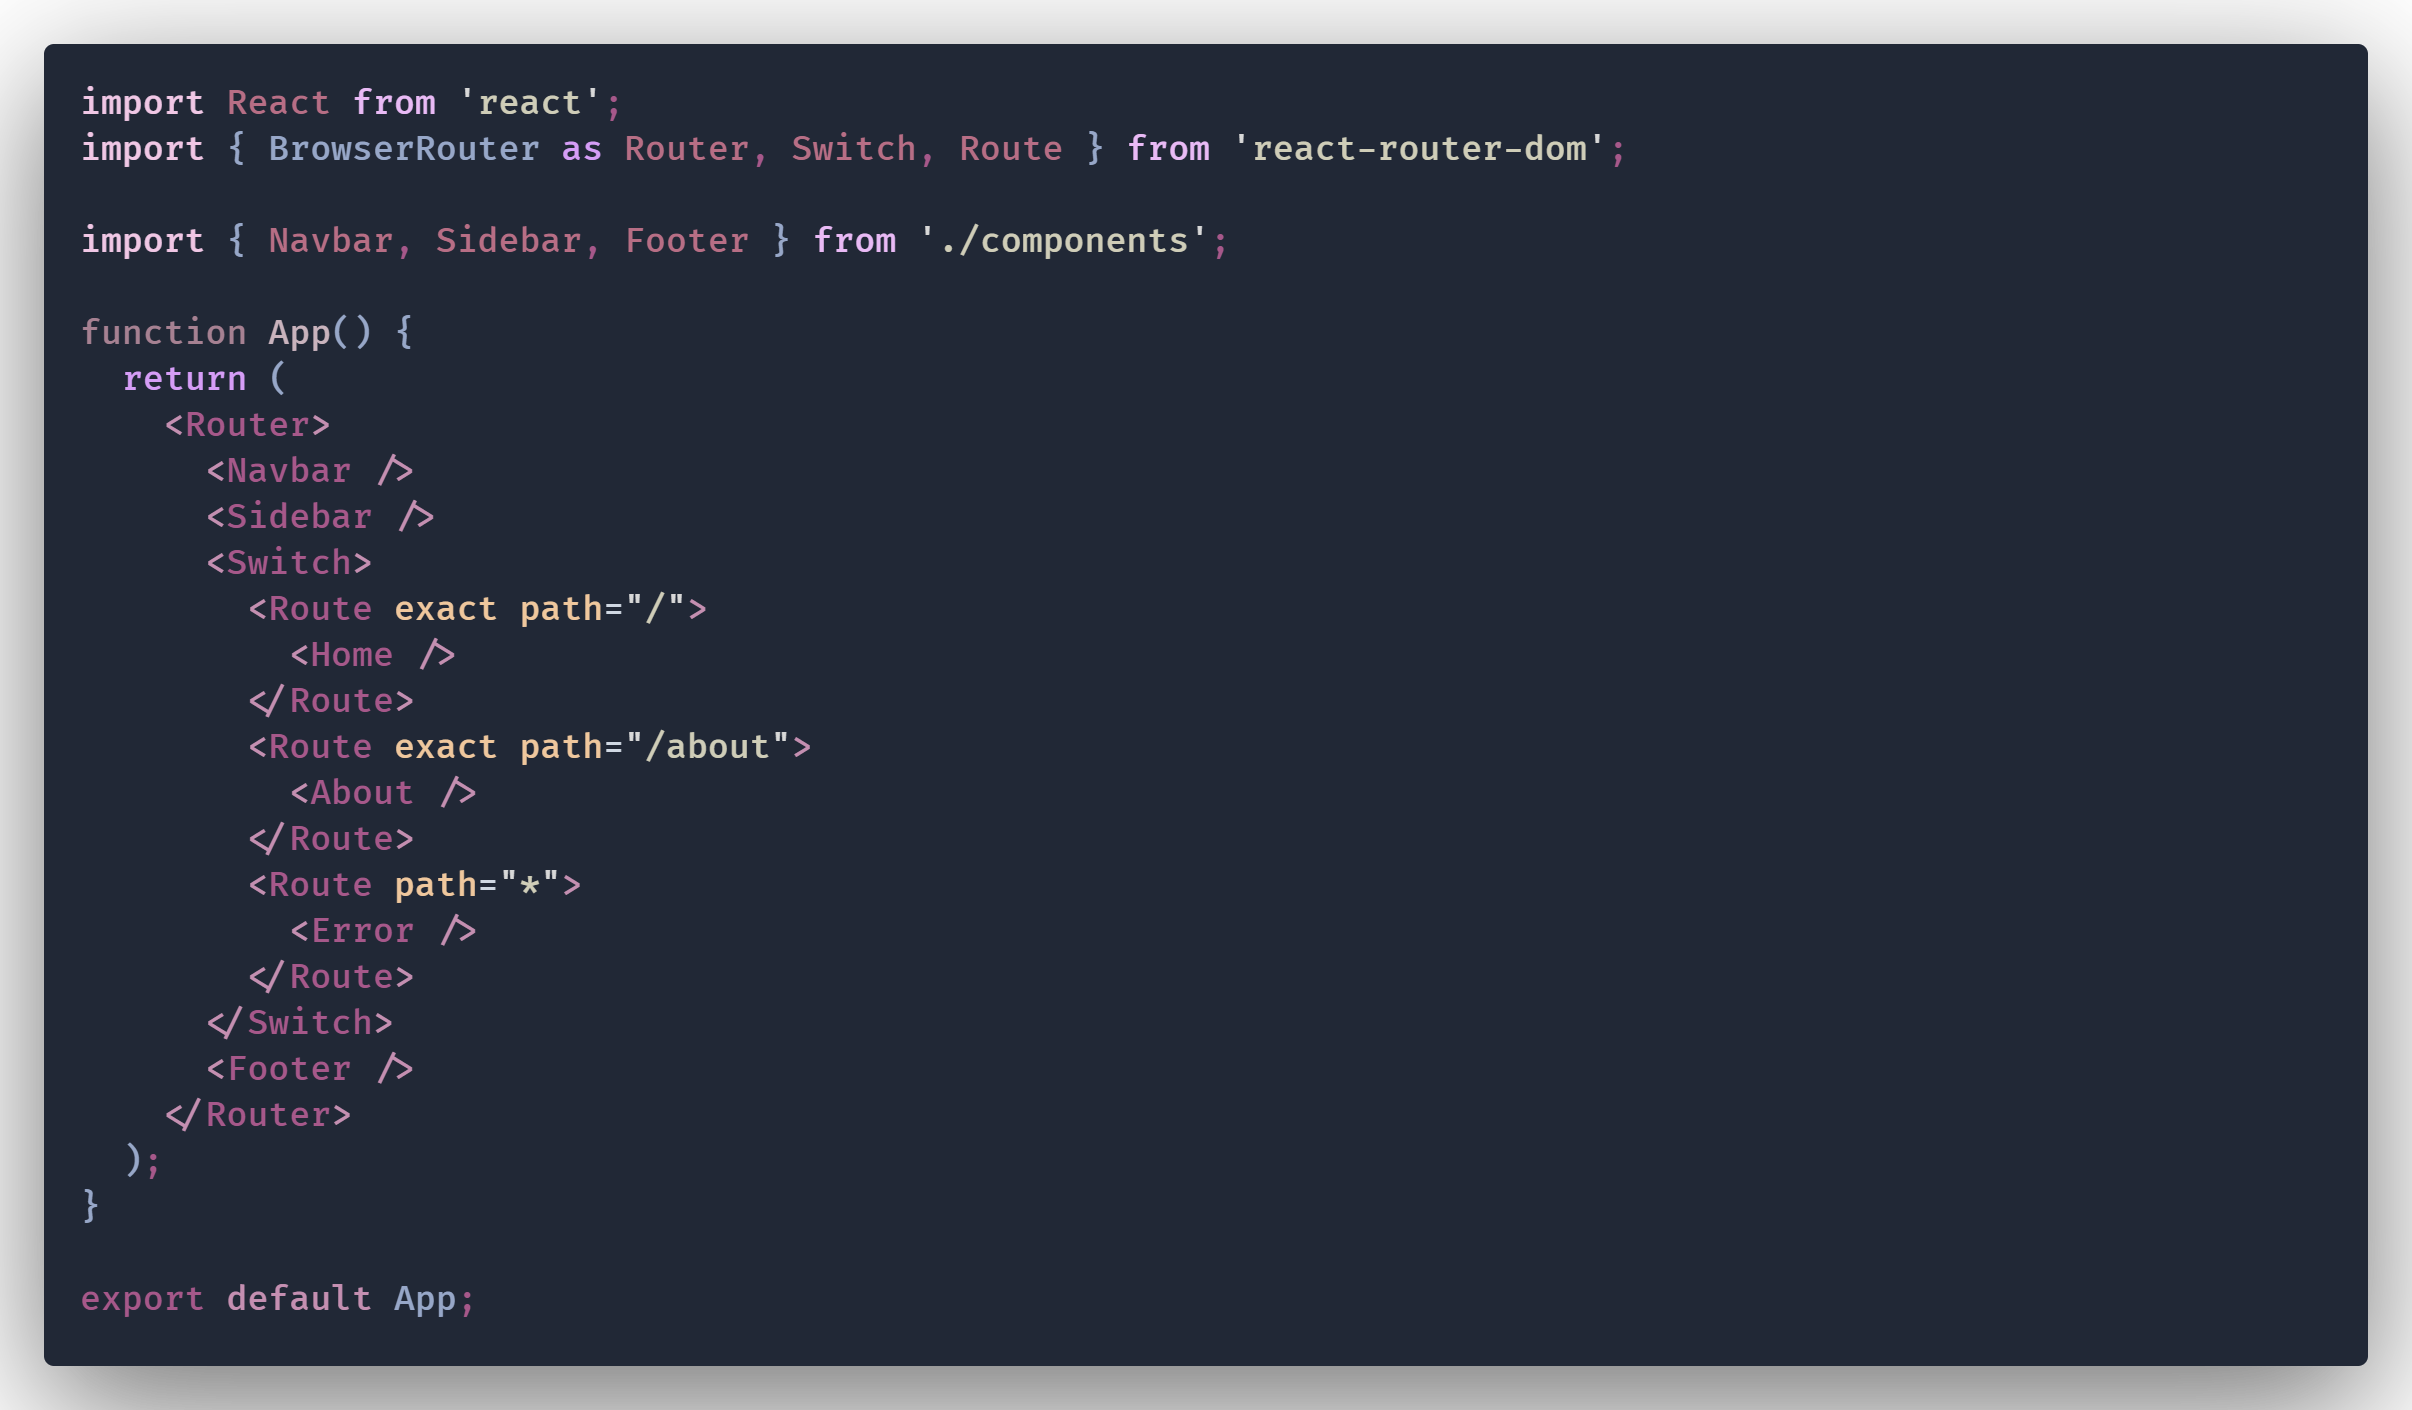 import React from 'react';
import { BrowserRouter as Router, Switch, Route } from 'react-router-dom';

import { Navbar, Sidebar, Footer } from './components';

function App() {
  return (
    <Router>
      <Navbar />
      <Sidebar />
      <Switch>
        <Route exact path="/">
          <Home />
        </Route>
        <Route exact path="/about">
          <About />
        </Route>
        <Route path="*">
          <Error />
        </Route>
      </Switch>
      <Footer />
    </Router>
  );
}

export default App;